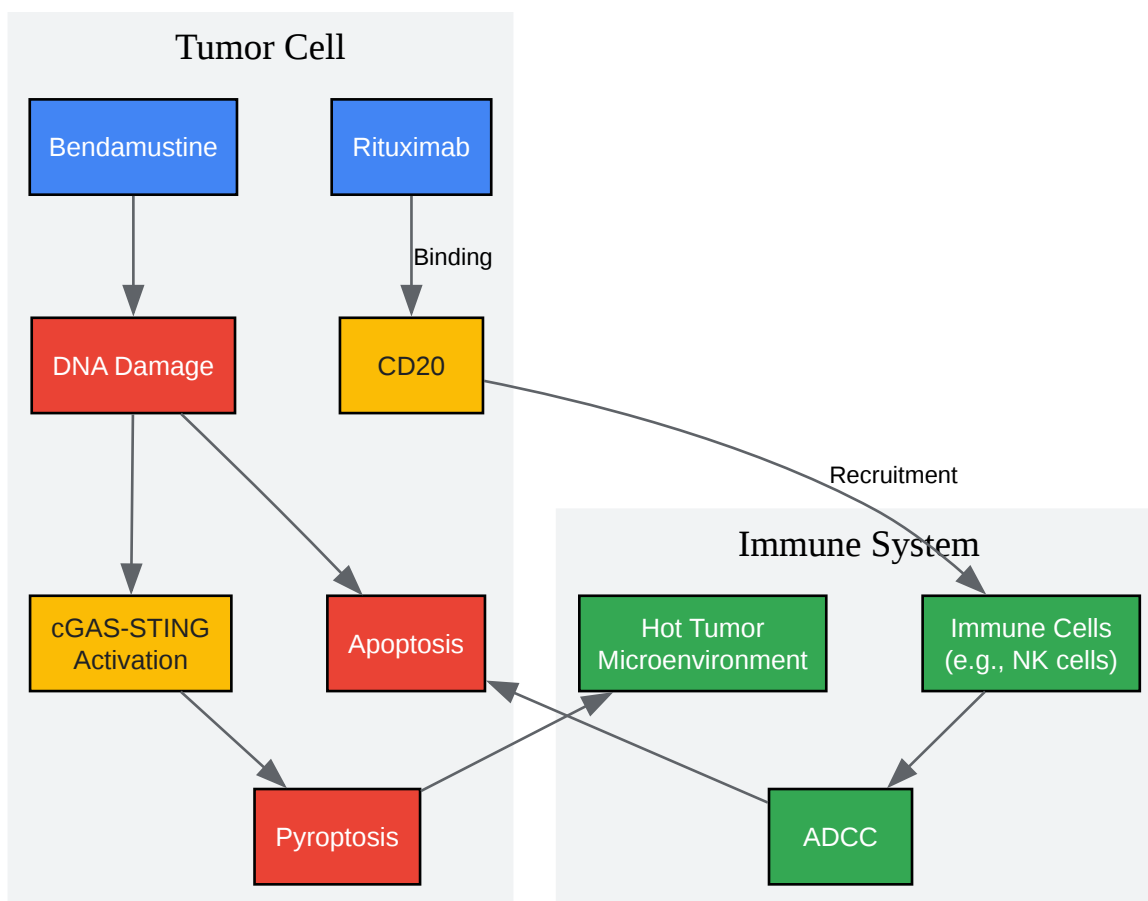 Tumor Cell
Bendamustine
Rituximab
Binding
DNA Damage
CD20
Recruitment
Immune System
cGAS-STING
Activation
Apoptosis
Hot Tumor
Microenvironment
Immune Cells
(e.g., NK cells)
Pyroptosis
ADCC